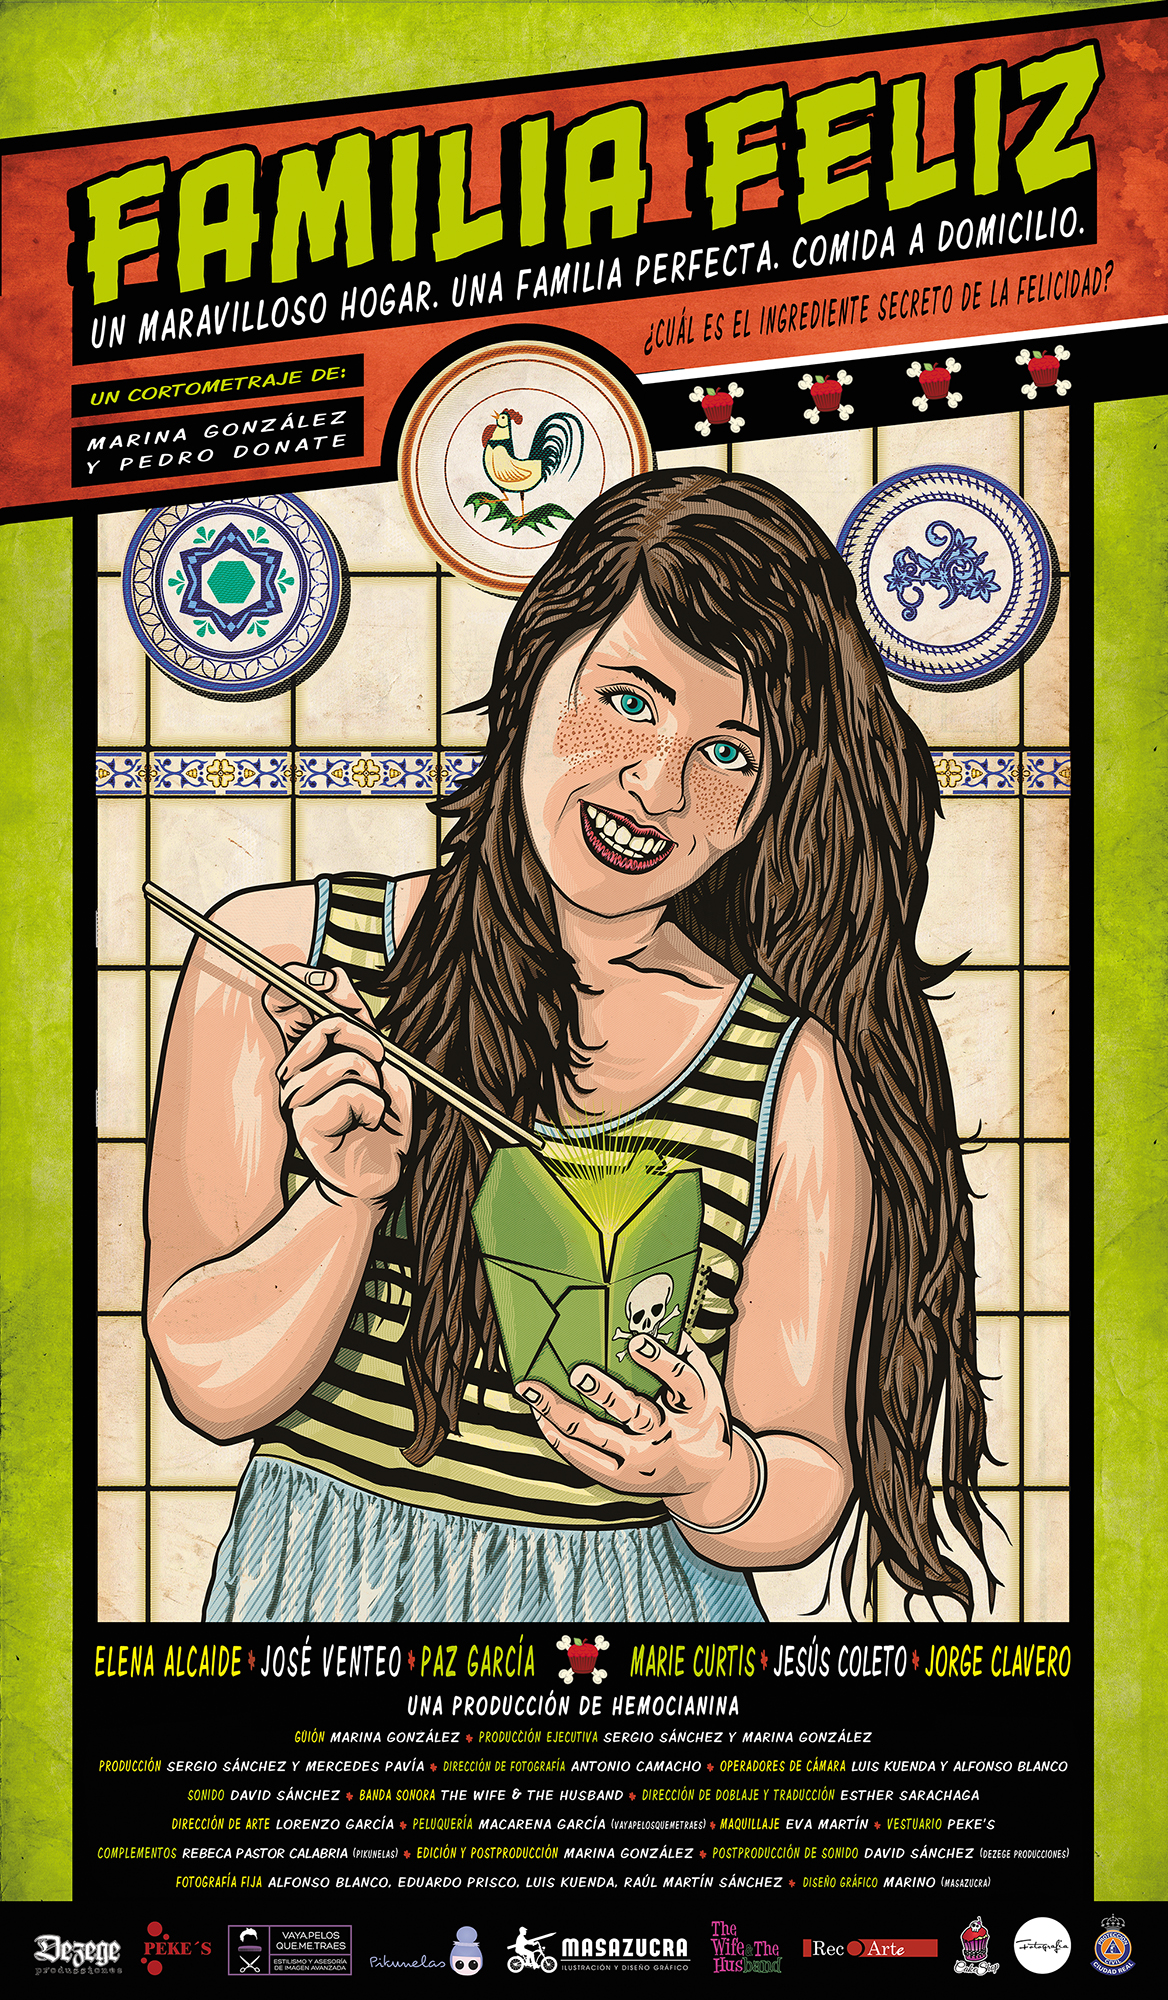 FAMILIA FELIZ
UN MARAVILLOSO HOGAR. UNA FAMILIA PERFECTA. COMIDA A DOMICILIO.
¿CUÁL ES EL INGREDIENTE SECRETO DE LA FELICIDAD?
UN CORTOMETRAJE DE:
MARINA GONZÁLEZ
Y PEDRO DONATE
ELENA ALCAIDE JOSÉ VENTEO PAZ GARCÍA MARIE CURTIS JESÚS COLETO JORGE CLAVERO
UNA PRODUCCIÓN DE HEMOCIANINA
GUIÓN MARINA GONZÁLEZ PRODUCCIÓN EJECUTIVA SERGIO SÁNCHEZ Y MARINA GONZÁLEZ
PRODUCCIÓN SERGIO SÁNCHEZ Y MERCEDES PAVÍA DIRECCIÓN DE FOTOGRAFÍA ANTONIO CAMACHO OPERADORES DE CÁMARA LUIS KUENDA Y ALFONSO BLANCO
SONIDO DAVID SÁNCHEZ BANDA SONORA THE WIFE & THE HUSBAND DIRECCIÓN DE DOBLAJE Y TRADUCCIÓN ESTHER SARACHAGA
DIRECCIÓN DE ARTE LORENZO GARCÍA PELUQUERÍA MACARENA GARCÍA (VAYAPELOSQUEMETRAES) MAQUILLAJE EVA MARTÍN VESTUARIO PEKE'S
COMPLEMENTOS REBECA PASTOR CALABRIA (PIKUNELAS) EDICIÓN Y POSTPRODUCCIÓN MARINA GONZÁLEZ POSTPRODUCCIÓN DE SONIDO DAVID SÁNCHEZ (DEZEGE PRODUCCIONES)
FOTOGRAFÍA FIJA ALFONSO BLANCO, EDUARDO PRISCO, LUIS KUENDA, RAÚL MARTÍN SÁNCHEZ DISEÑO GRÁFICO MARINO (MASAZUCRA)
Dezege
producciones
PEKE´S
VAYAPELOS
QUEMETRAES
ESTILISMO Y ASESORÍA
DE IMAGEN AVANZADA
Pikunelas
MASAZUCRA
ILUSTRACIÓN Y DISEÑO GRÁFICO
The
Wife & The
Husband
Rec Arte
CakeShop
Fotografía
PROTECCIÓN
CIVIL
CIUDAD REAL